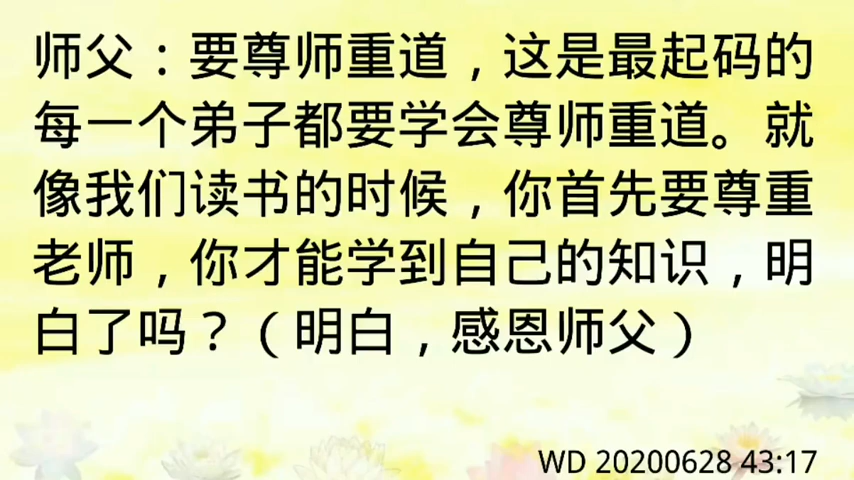 师父：要尊师重道，这是最起码的
每一个弟子都要学会尊师重道。就
像我们读书的时候，你首先要尊重
老师，你才能学到自己的知识，明
白了吗？（明白，感恩师父）
WD 20200628 43:17